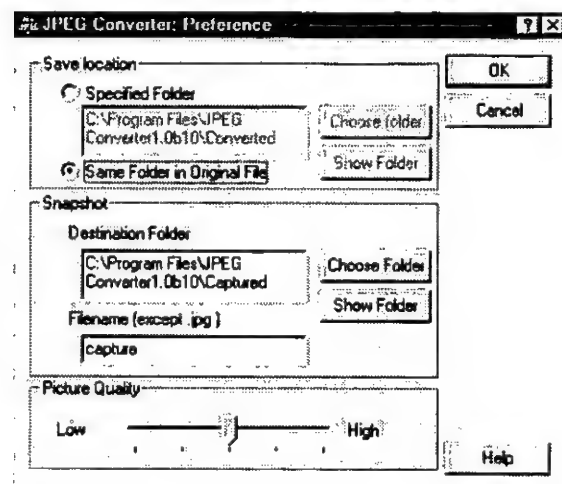 JPEG Converter: Preference
Save location
OK
Specified Folder
Cancel
C:\Program Files\JPEG
Converter1.0b10\Converted
Choose folder
Show Folder
Same Folder in Original File
Snapshot
Destination Folder
C:\Program Files\JPEG
Converter1.0b10\Captured
Choose Folder
Show Folder
Filename (except .jpg )
capture
Picture Quality
Low
High
Help